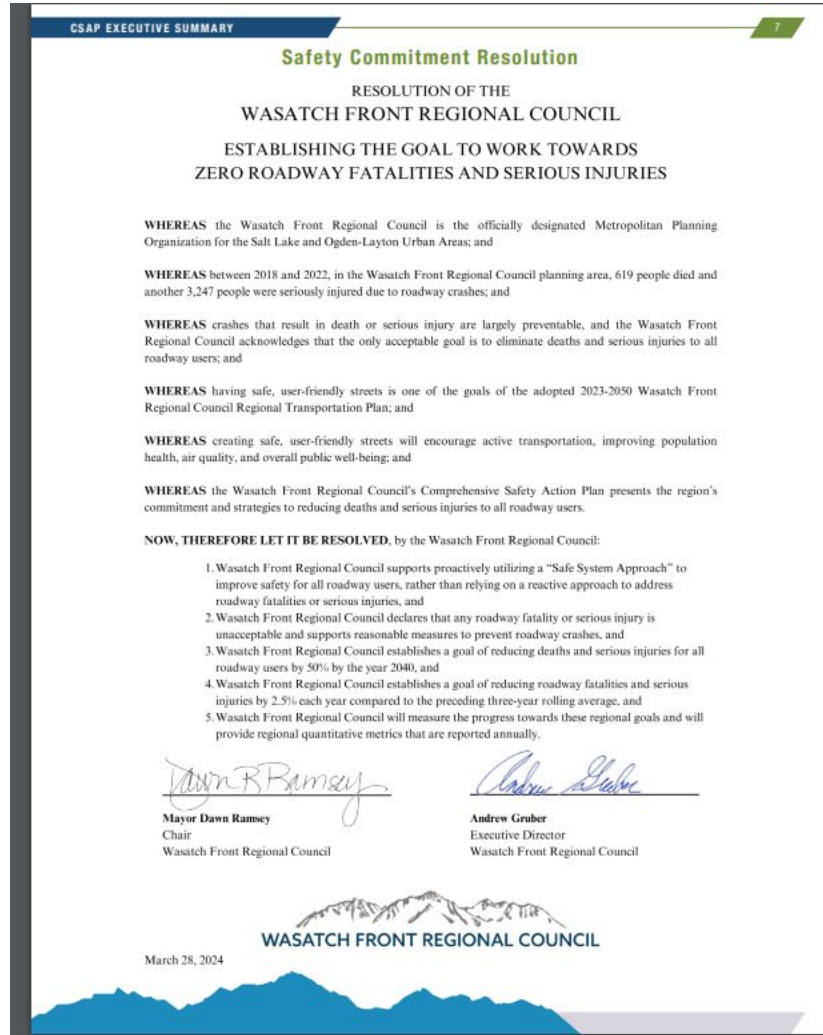 CSAP EXECUTIVE SUMMARY
7
Safety Commitment Resolution
RESOLUTION OF THE
WASATCH FRONT REGIONAL COUNCIL
ESTABLISHING THE GOAL TO WORK TOWARDS
ZERO ROADWAY FATALITIES AND SERIOUS INJURIES
WHEREAS the Wasatch Front Regional Council is the officially designated Metropolitan Planning
Organization for the Salt Lake and Ogden-Layton Urban Areas; and
WHEREAS between 2018 and 2022, in the Wasatch Front Regional Council planning area, 619 people died and
another 3,247 people were seriously injured due to roadway crashes; and
WHEREAS crashes that result in death or serious injury are largely preventable, and the Wasatch Front
Regional Council acknowledges that the only acceptable goal is to eliminate deaths and serious injuries to all
roadway users; and
WHEREAS having safe, user-friendly streets is one of the goals of the adopted 2023-2050 Wasatch Front
Regional Council Regional Transportation Plan; and
WHEREAS creating safe, user-friendly streets will encourage active transportation, improving population
health, air quality, and overall public well-being; and
WHEREAS the Wasatch Front Regional Council's Comprehensive Safety Action Plan presents the region's
commitment and strategies to reducing deaths and serious injuries to all roadway users.
NOW, THEREFORE LET IT BE RESOLVED, by the Wasatch Front Regional Council:
1. Wasatch Front Regional Council supports proactively utilizing a “Safe System Approach” to
improve safety for all roadway users, rather than relying on a reactive approach to address
roadway fatalities or serious injuries, and
2. Wasatch Front Regional Council declares that any roadway fatality or serious injury is
unacceptable and supports reasonable measures to prevent roadway crashes, and
3. Wasatch Front Regional Council establishes a goal of reducing deaths and serious injuries for all
roadway users by 50% by the year 2040, and
4. Wasatch Front Regional Council establishes a goal of reducing roadway fatalities and serious
injuries by 2.5% each year compared to the preceding three-year rolling average, and
5. Wasatch Front Regional Council will measure the progress towards these regional goals and will
provide regional quantitative metrics that are reported annually.
Dawn R Ramsey
Andrew Gruber
Mayor Dawn Ramsey
Chair
Wasatch Front Regional Council
Andrew Gruber
Executive Director
Wasatch Front Regional Council
WASATCH FRONT REGIONAL COUNCIL
March 28, 2024